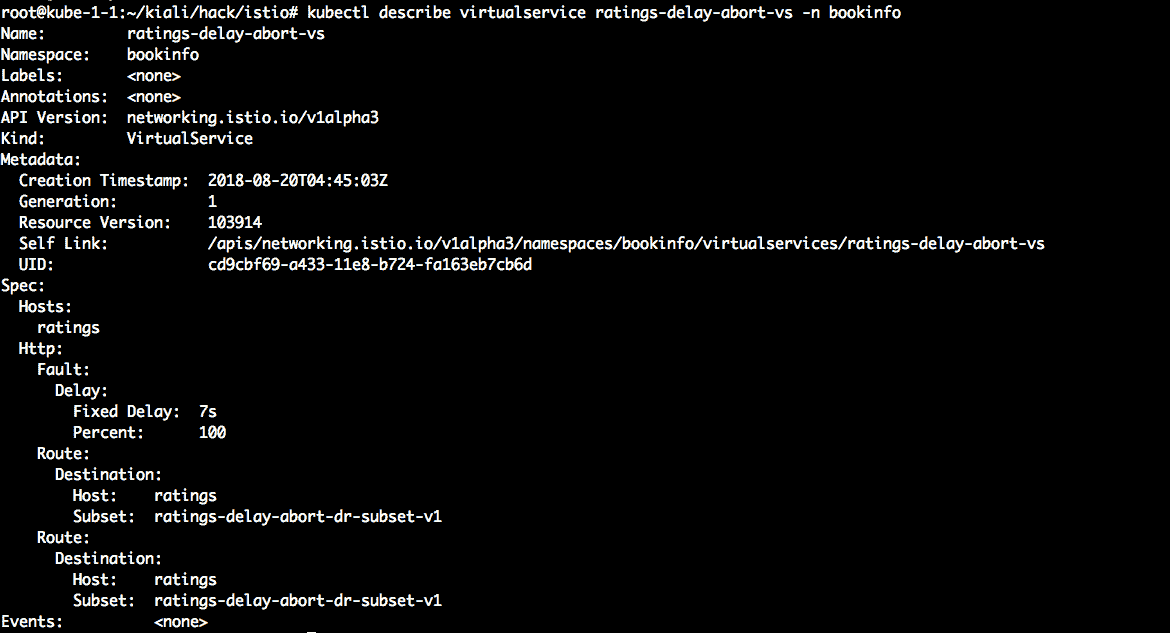 root@kube-1-1:~/kiali/hack/istio# kubectl describe virtualservice ratings-delay-abort-vs -n bookinfo
Name:         ratings-delay-abort-vs
Namespace:    bookinfo
Labels:       <none>
Annotations:  <none>
API Version:  networking.istio.io/v1alpha3
Kind:         VirtualService
Metadata:
  Creation Timestamp:  2018-08-20T04:45:03Z
  Generation:          1
  Resource Version:    103914
  Self Link:           /apis/networking.istio.io/v1alpha3/namespaces/bookinfo/virtualservices/ratings-delay-abort-vs
  UID:                 cd9cbf69-a433-11e8-b724-fa163eb7cb6d
Spec:
  Hosts:
    ratings
  Http:
    Fault:
      Delay:
        Fixed Delay:  7s
        Percent:      100
    Route:
      Destination:
        Host:    ratings
        Subset:  ratings-delay-abort-dr-subset-v1
    Route:
      Destination:
        Host:    ratings
        Subset:  ratings-delay-abort-dr-subset-v1
Events:          <none>